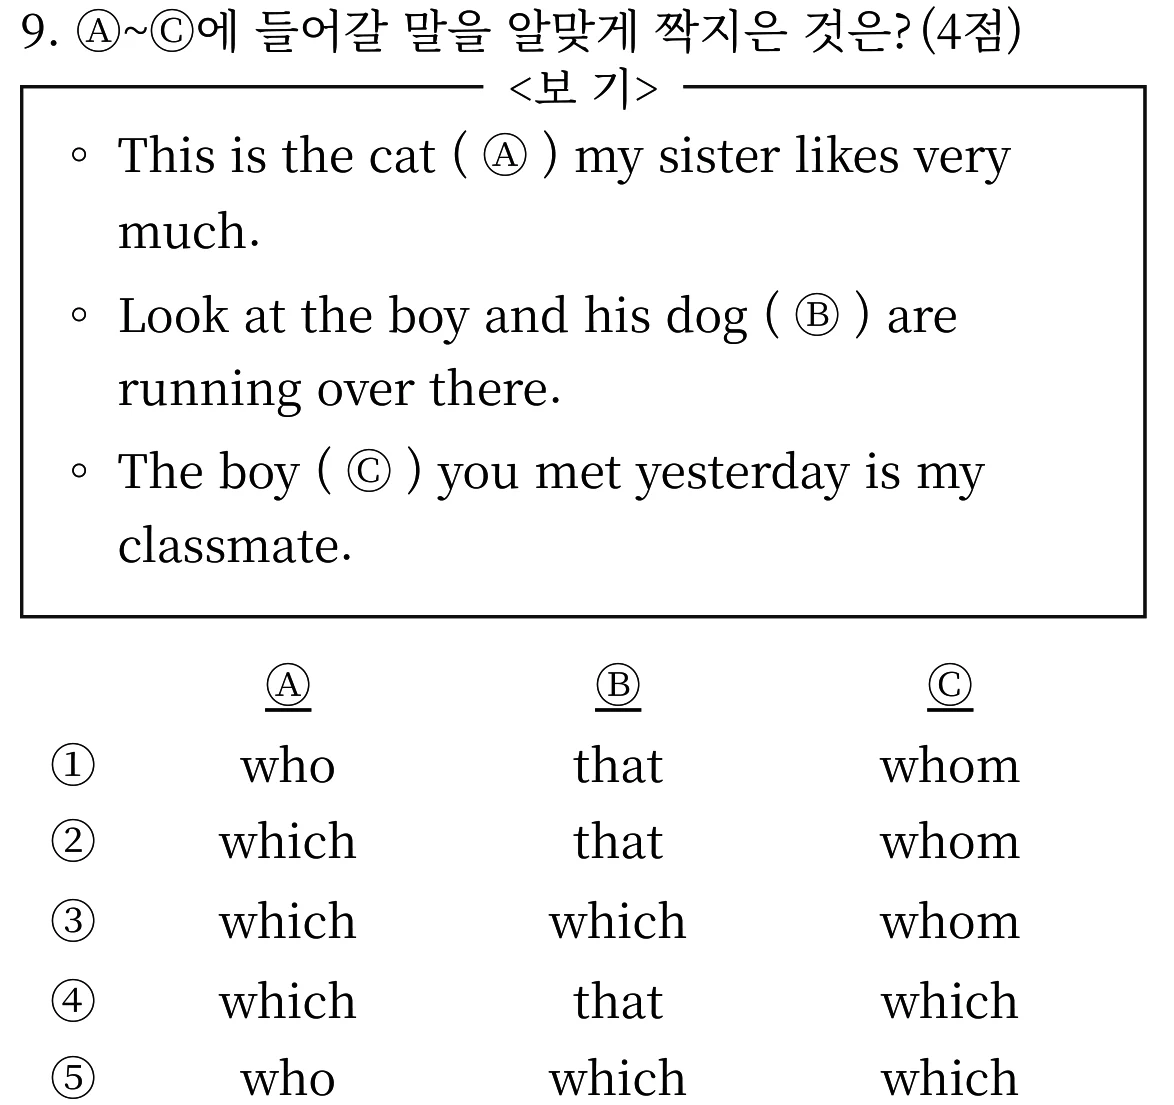 9. Ⓐ~Ⓒ에 들어갈 말을 알맞게 짝지은 것은?(4점)
<보 기>
◦ This is the cat ( Ⓐ ) my sister likes very
much.
◦ Look at the boy and his dog ( Ⓑ ) are
running over there.
◦ The boy ( Ⓒ ) you met yesterday is my
classmate.
Ⓐ Ⓑ Ⓒ
① who that whom
② which that whom
③ which which whom
④ which that which
⑤ who which which